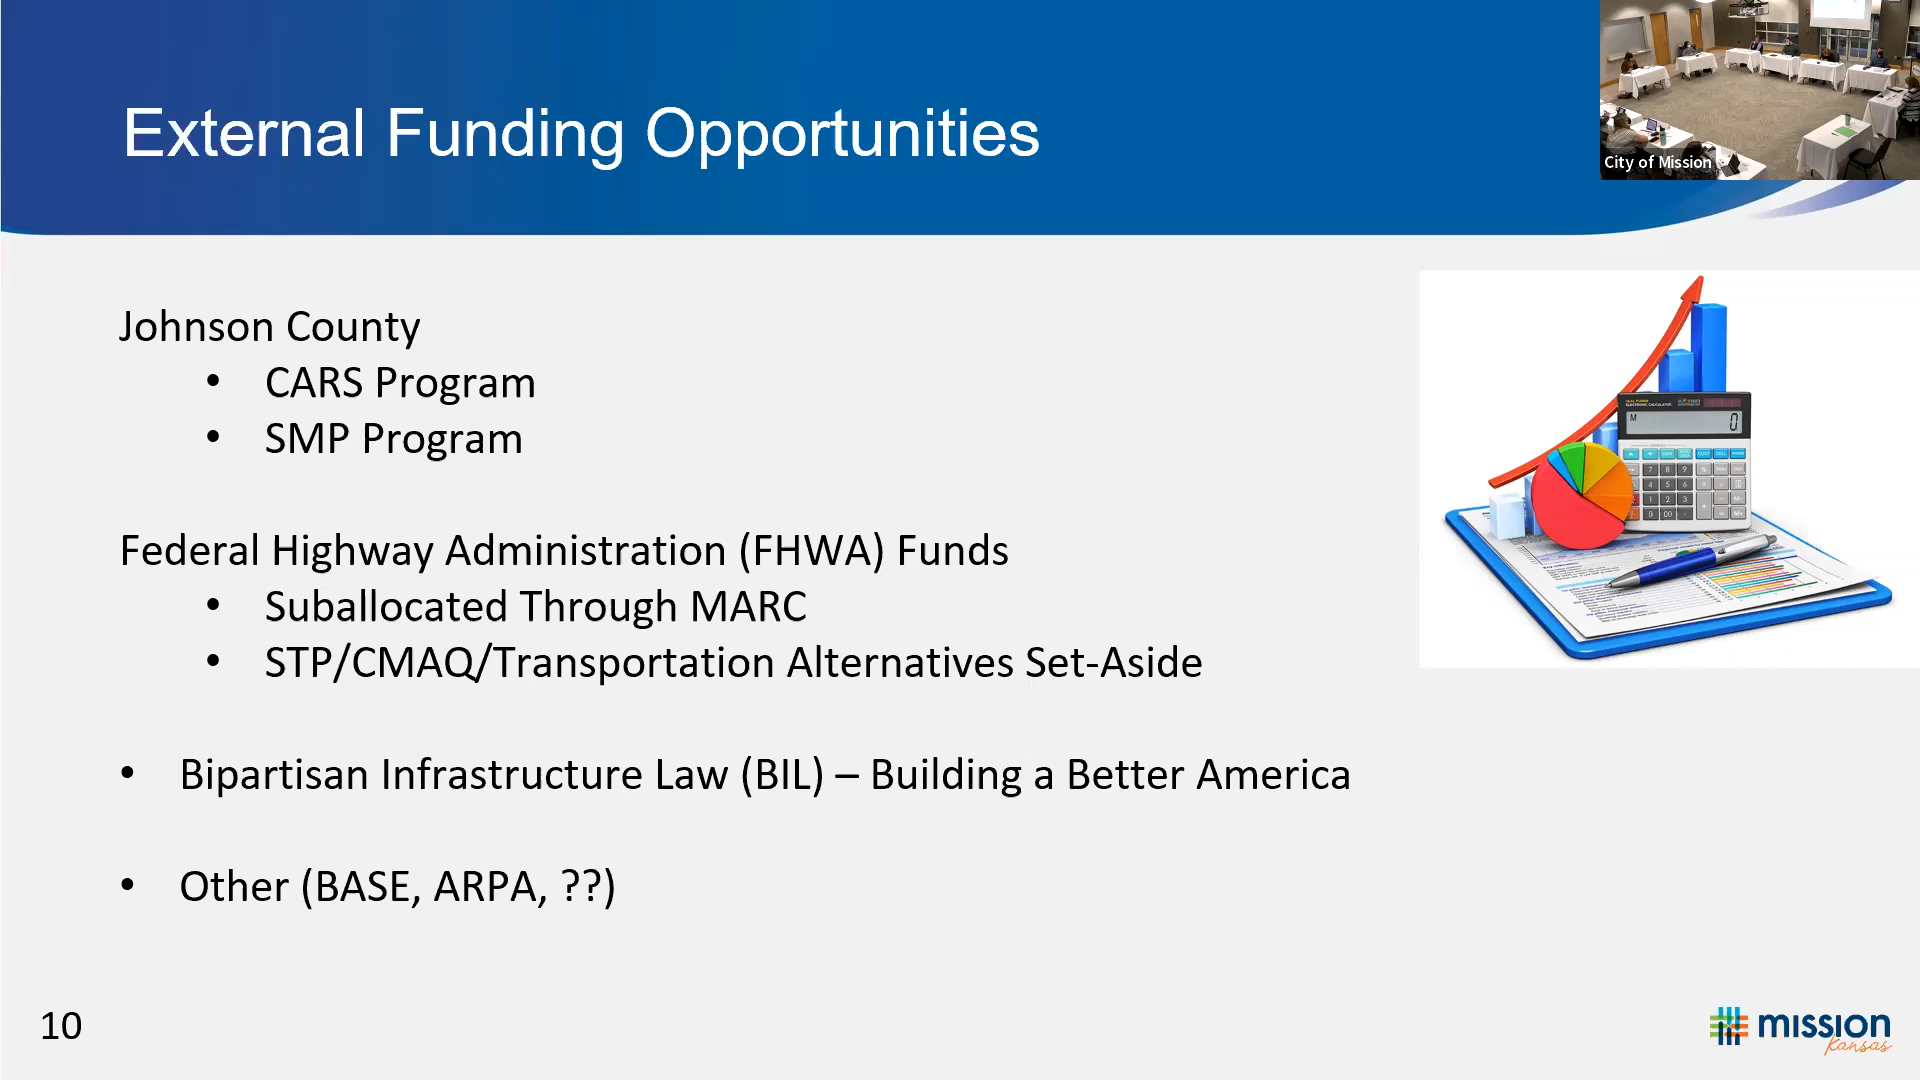 External Funding Opportunities
City of Mission
Johnson County
• CARS Program
• SMP Program
Federal Highway Administration (FHWA) Funds
• Suballocated Through MARC
• STP/CMAQ/Transportation Alternatives Set-Aside
• Bipartisan Infrastructure Law (BIL) – Building a Better America
• Other (BASE, ARPA, ??)
10
mission
kansas